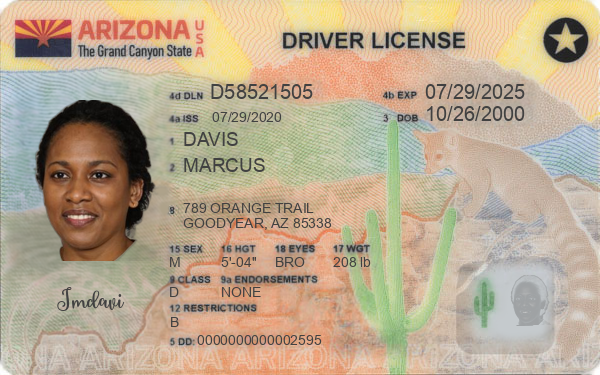 ARIZONA USA
The Grand Canyon State
DRIVER LICENSE
4d DLN D58521505 4b EXP 07/29/2025
4a ISS 07/29/2020 3 DOB 10/26/2000
1 DAVIS
2 MARCUS
8 789 ORANGE TRAIL
GOODYEAR, AZ 85338
15 SEX 16 HGT 18 EYES 17 WGT
M 5'-04" BRO 208 lb
9 CLASS 9a ENDORSEMENTS
D NONE
12 RESTRICTIONS
B
Jmdavi
5 DD: 0000000000002595
ONA ARIZONA ARIZONA ARIZONA ARIZONA